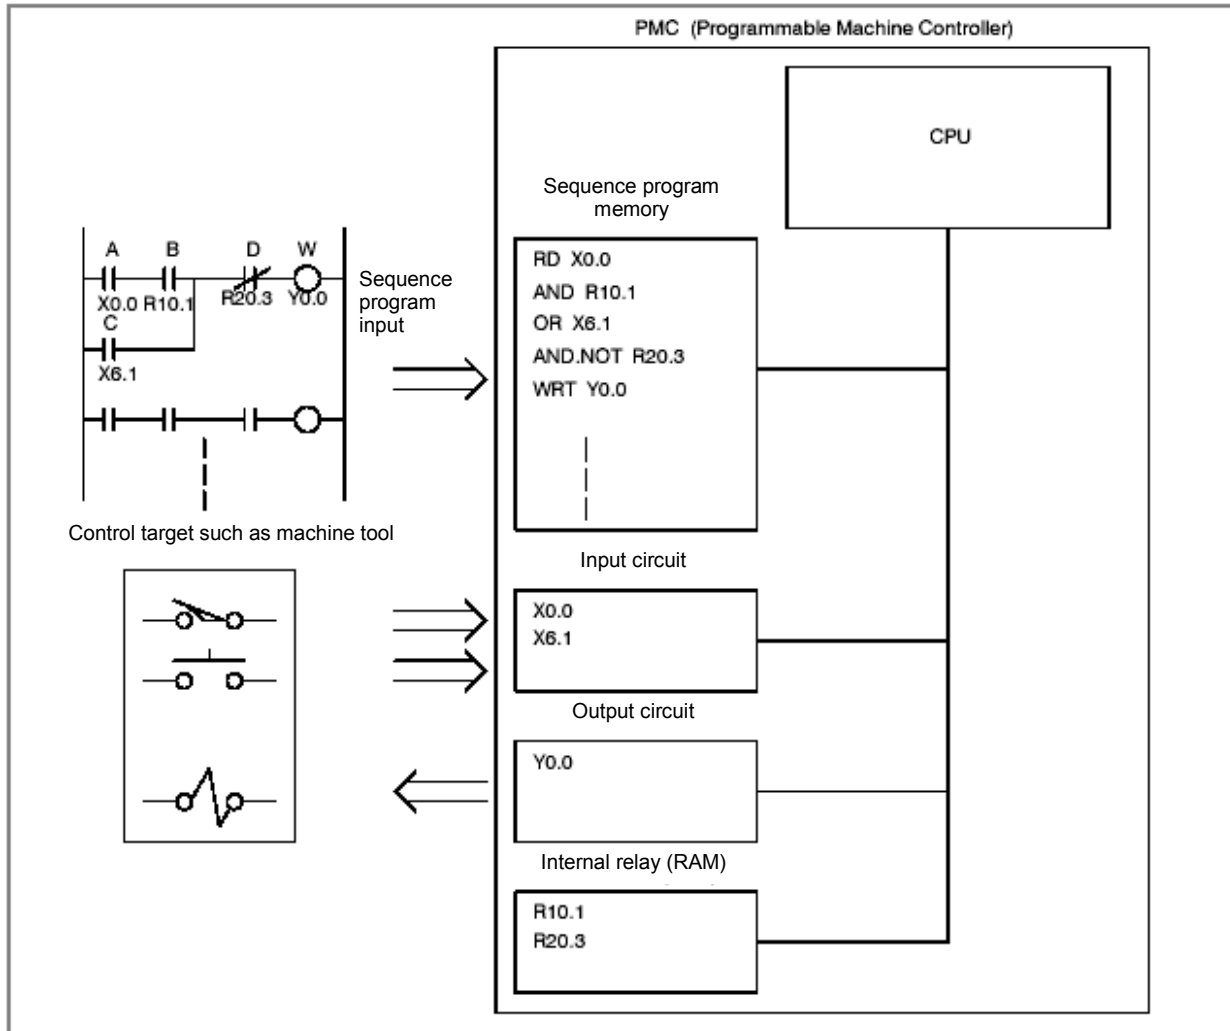 PMC (Programmable Machine Controller)
CPU
Sequence program
memory
A B D W
X0.0 R10.1 R20.3 Y0.0
C
X6.1
Sequence
program
input
RD X0.0
AND R10.1
OR X6.1
AND.NOT R20.3
WRT Y0.0
Control target such as machine tool
Input circuit
X0.0
X6.1
Output circuit
Y0.0
Internal relay (RAM)
R10.1
R20.3